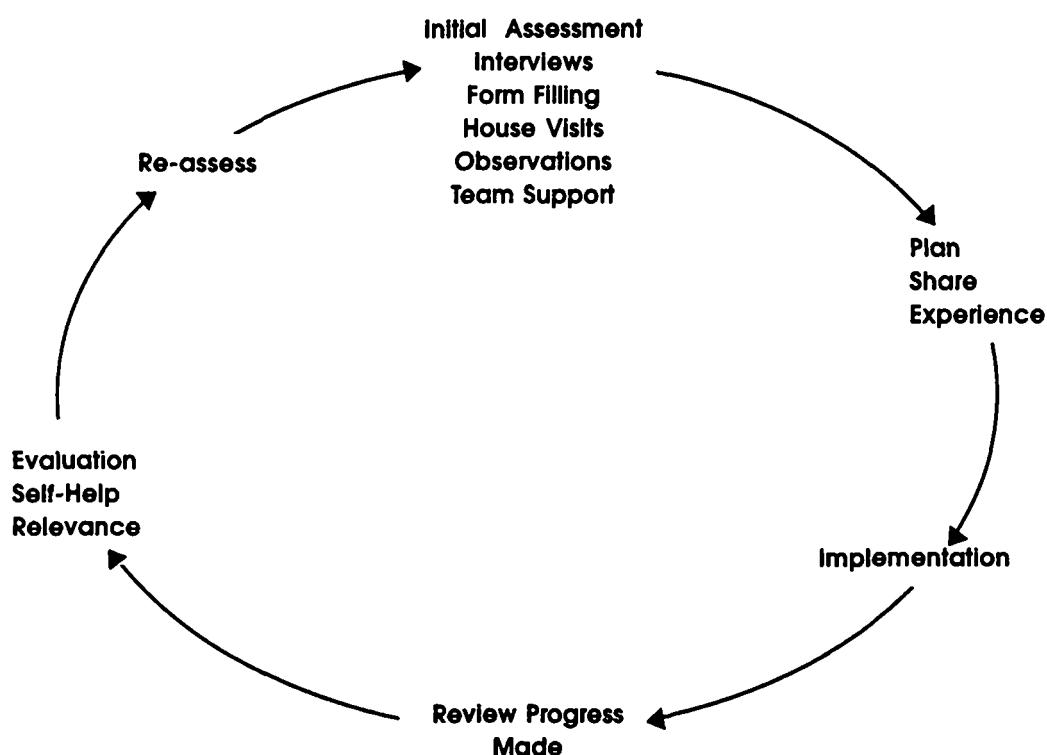 Initial Assessment
Interviews
Form Filling
House Visits
Observations
Team Support
Plan
Share
Experience
Implementation
Review Progress
Made
Evaluation
Self-Help
Relevance
Re-assess